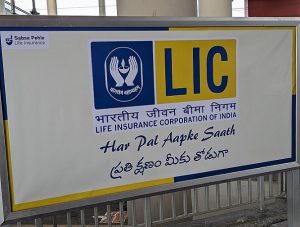 Sabse Pehle
Life Insurance
LIC
भारतीय जीवन बीमा निगम
LIFE INSURANCE CORPORATION OF INDIA
Har Pal Aapke Saath
ప్రతిక్షణం మీకు తోడుగా